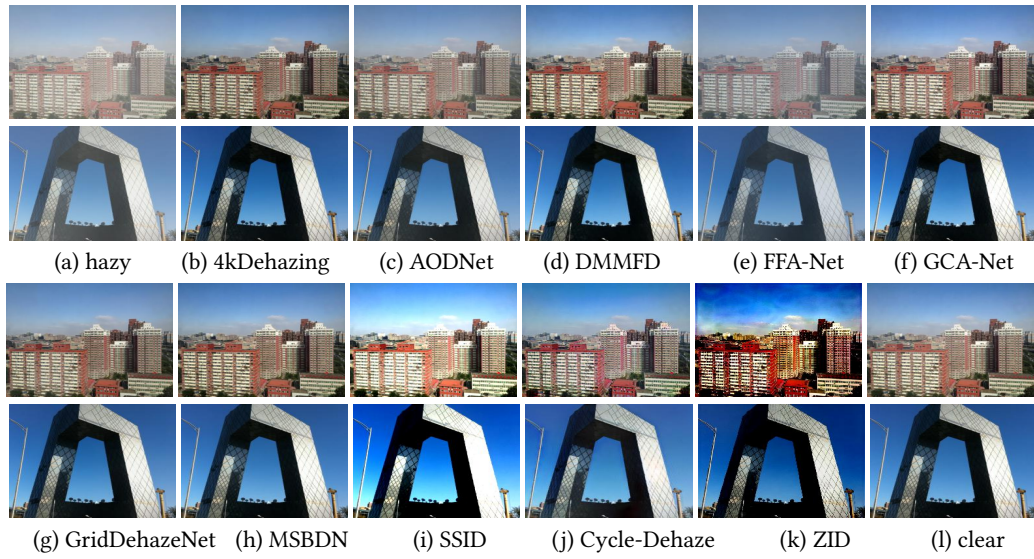 (a) hazy (b) 4kDehazing (c) AODNet (d) DMMFD (e) FFA-Net (f) GCA-Net
(g) GridDehazeNet (h) MSBDN (i) SSID (j) Cycle-Dehaze (k) ZID (l) clear